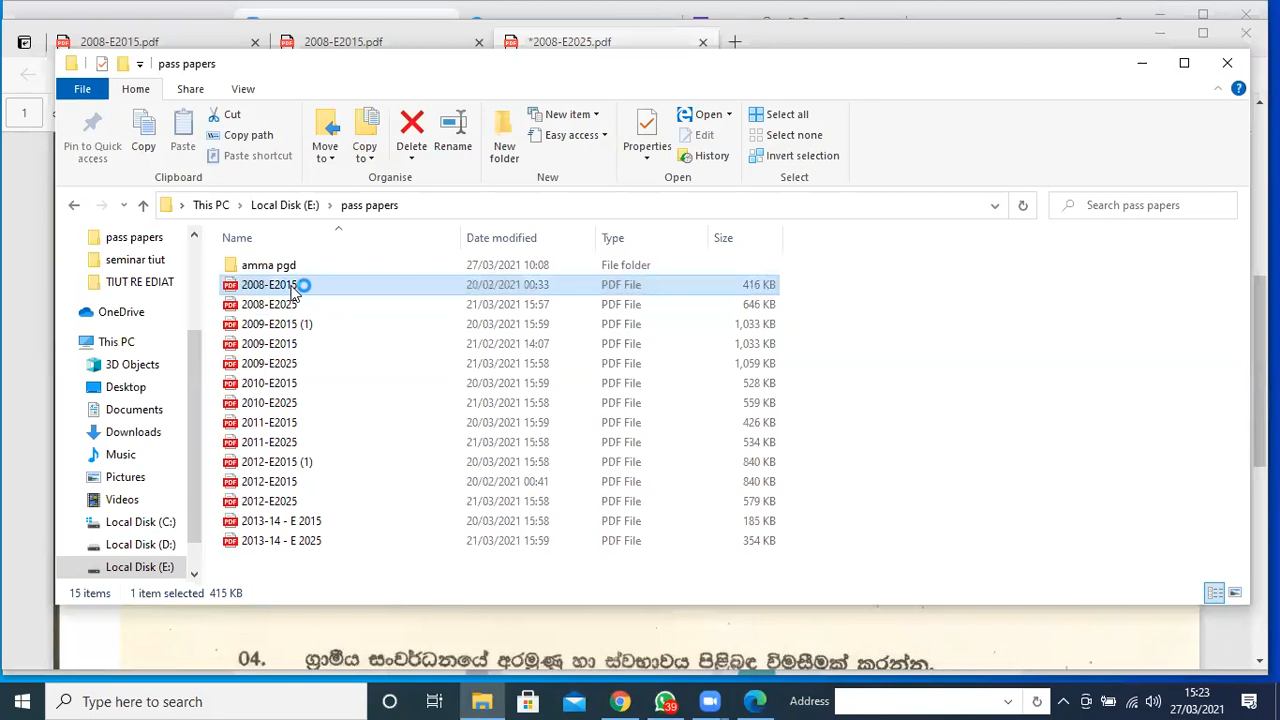 2008-E2015.pdf
2008-E2015.pdf
*2008-E2025.pdf
pass papers
File
Home
Share
View
Pin to Quick access
Copy
Paste
Cut
Copy path
Paste shortcut
Clipboard
Move to
Copy to
Delete
Rename
Organise
New folder
New item
Easy access
New
Properties
Open
Edit
History
Open
Select all
Select none
Invert selection
Select
This PC
Local Disk (E:)
pass papers
Search pass papers
1
pass papers
seminar tiut
TIUT RE EDIAT
OneDrive
This PC
3D Objects
Desktop
Documents
Downloads
Music
Pictures
Videos
Local Disk (C:)
Local Disk (D:)
Local Disk (E:)
Name Date modified Type Size
amma pgd 27/03/2021 10:08 File folder
2008-E2015 20/02/2021 00:33 PDF File 416 KB
2008-E2025 21/03/2021 15:57 PDF File 646 KB
2009-E2015 (1) 20/03/2021 15:59 PDF File 1,033 KB
2009-E2015 21/02/2021 14:07 PDF File 1,033 KB
2009-E2025 21/03/2021 15:58 PDF File 1,059 KB
2010-E2015 20/03/2021 15:59 PDF File 528 KB
2010-E2025 21/03/2021 15:58 PDF File 559 KB
2011-E2015 20/03/2021 15:59 PDF File 426 KB
2011-E2025 21/03/2021 15:58 PDF File 534 KB
2012-E2015 (1) 20/03/2021 15:58 PDF File 840 KB
2012-E2015 20/02/2021 00:41 PDF File 840 KB
2012-E2025 21/03/2021 15:58 PDF File 579 KB
2013-14 - E 2015 20/03/2021 15:58 PDF File 185 KB
2013-14 - E 2025 21/03/2021 15:59 PDF File 354 KB
15 items 1 item selected 415 KB
04. ග්‍රාමීය සංවර්ධනයේ අරමුණු හා ස්වභාවය පිළිබඳ විමසීමක් කරන්න.
Type here to search
39
Address
15:23
27/03/2021